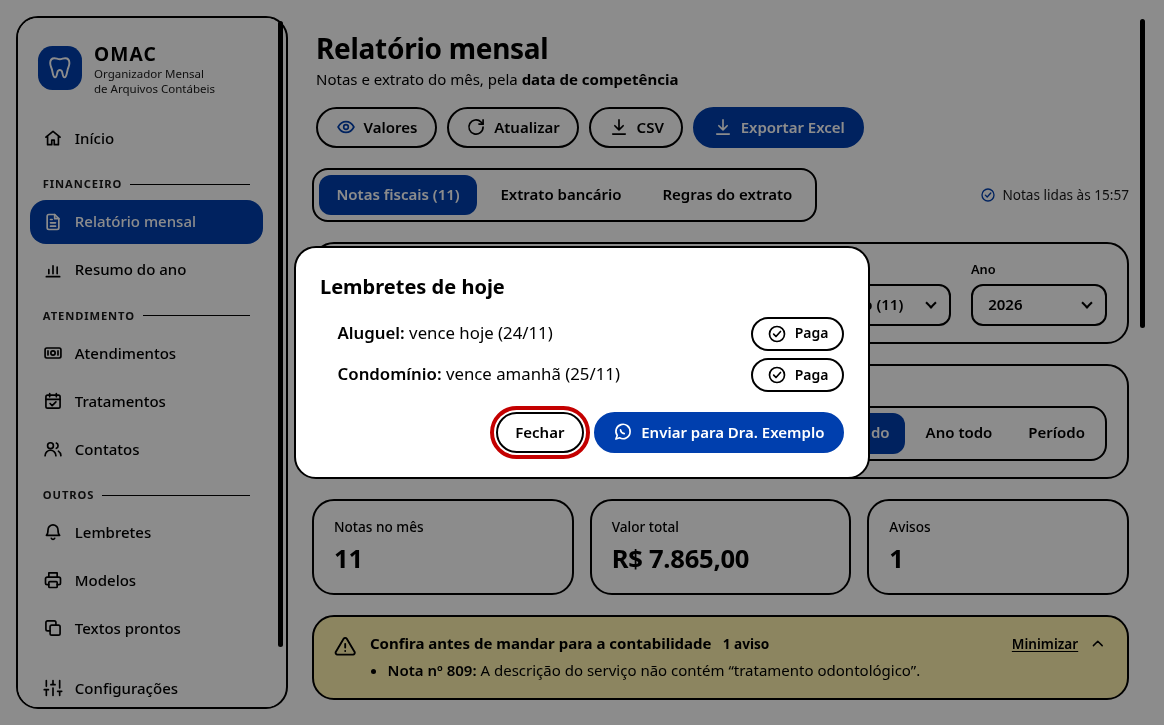 OMAC
Organizador Mensal
de Arquivos Contábeis
Início
FINANCEIRO
Relatório mensal
Resumo do ano
ATENDIMENTO
Atendimentos
Tratamentos
Contatos
OUTROS
Lembretes
Modelos
Textos prontos
Configurações
Relatório mensal
Notas e extrato do mês, pela data de competência
Valores
Atualizar
CSV
Exportar Excel
Notas fiscais (11)
Extrato bancário
Regras do extrato
Notas lidas às 15:57
(11)
Ano
2026
do
Ano todo
Período
Lembretes de hoje
Aluguel: vence hoje (24/11)
Paga
Condomínio: vence amanhã (25/11)
Paga
Fechar
Enviar para Dra. Exemplo
Notas no mês
11
Valor total
R$ 7.865,00
Avisos
1
Confira antes de mandar para a contabilidade 1 aviso
Minimizar
• Nota nº 809: A descrição do serviço não contém “tratamento odontológico”.